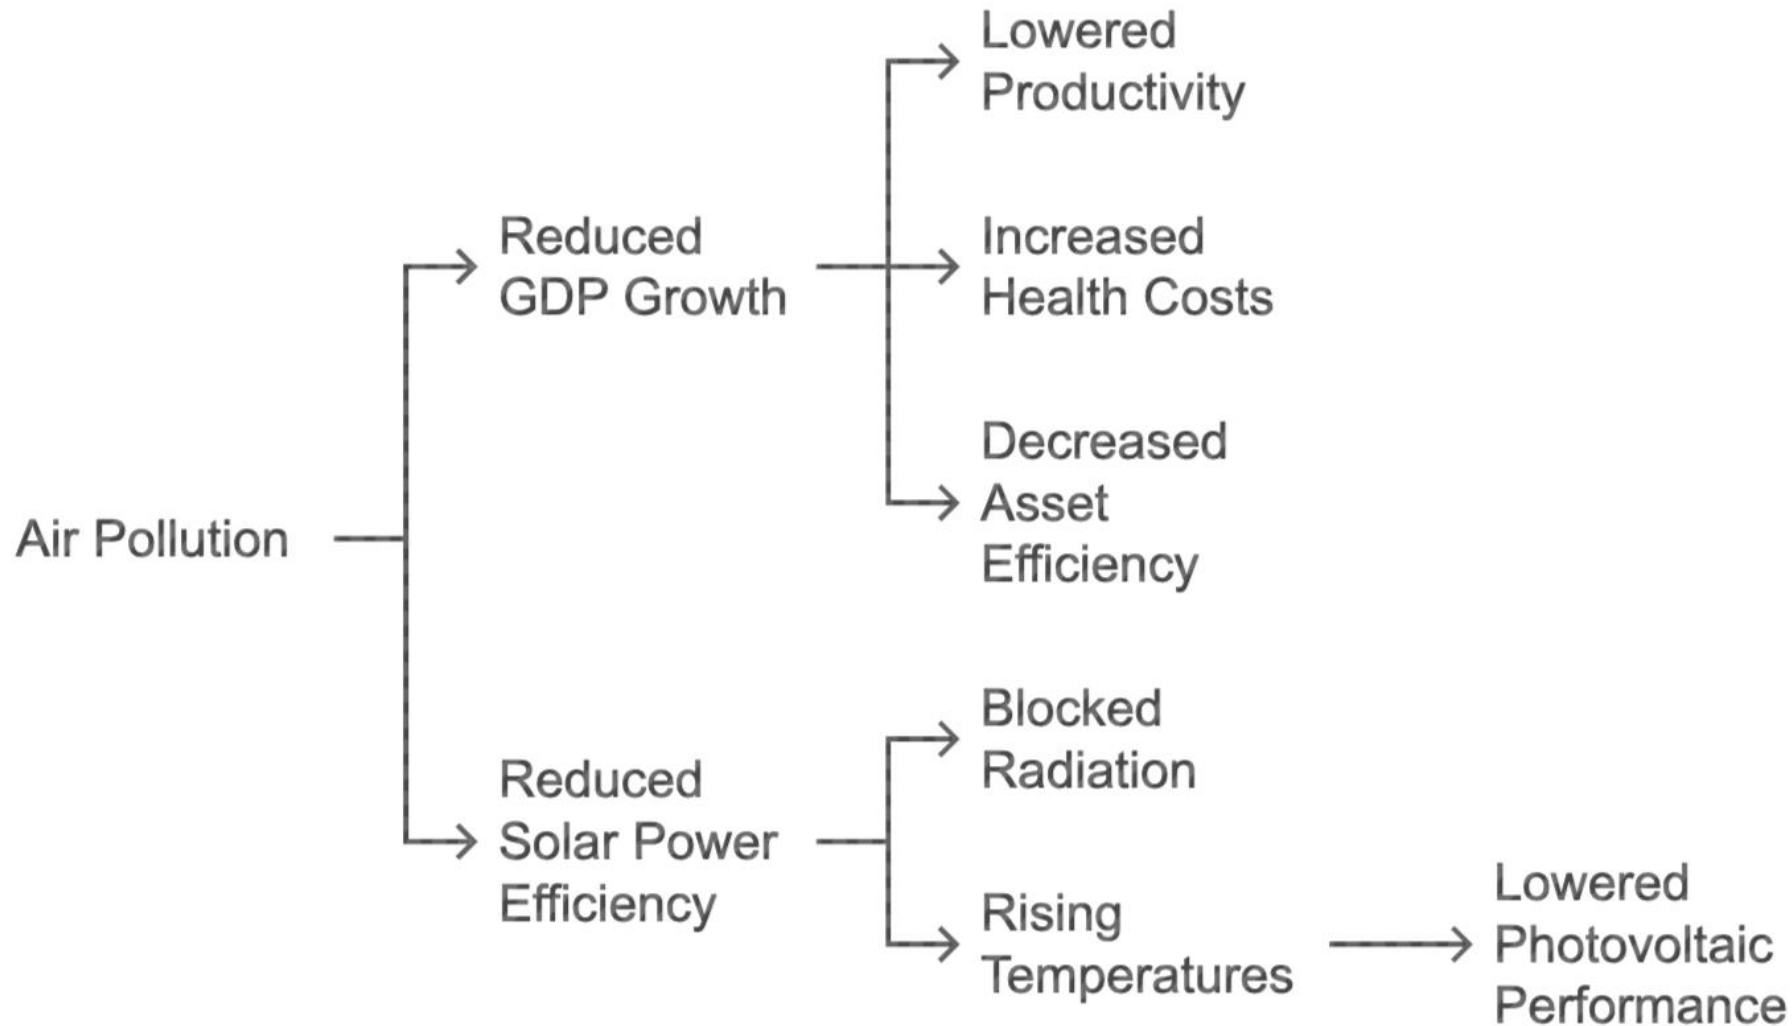 Lowered
Productivity
Reduced
GDP Growth
Increased
Health Costs
Decreased
Asset
Efficiency
Air Pollution
Blocked
Radiation
Reduced
Solar Power
Efficiency
Rising
Temperatures
Lowered
Photovoltaic
Performance